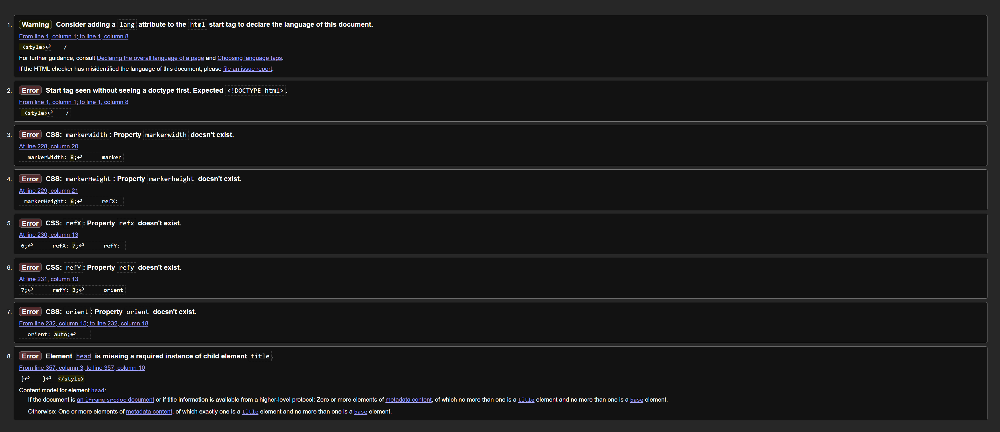 1. Warning Consider adding a lang attribute to the html start tag to declare the language of this document.
From line 1, column 1; to line 1, column 8
<style>↩ /
For further guidance, consult Declaring the overall language of a page and Choosing language tags.
If the HTML checker has misidentified the language of this document, please file an issue report.
2. Error Start tag seen without seeing a doctype first. Expected <!DOCTYPE html>.
From line 1, column 1; to line 1, column 8
<style>↩ /
3. Error CSS: markerWidth: Property markerwidth doesn't exist.
At line 228, column 20
markerWidth: 8;↩ marker
4. Error CSS: markerHeight: Property markerheight doesn't exist.
At line 229, column 21
markerHeight: 6;↩ refX:
5. Error CSS: refX: Property refx doesn't exist.
At line 230, column 13
6;↩ refX: 7;↩ refY:
6. Error CSS: refY: Property refy doesn't exist.
At line 231, column 13
7;↩ refY: 3;↩ orient
7. Error CSS: orient: Property orient doesn't exist.
From line 232, column 15; to line 232, column 18
orient: auto;↩
8. Error Element head is missing a required instance of child element title.
From line 357, column 3; to line 357, column 10
}↩ }↩ </style>
Content model for element head:
If the document is an iframe srcdoc document or if title information is available from a higher-level protocol: Zero or more elements of metadata content, of which no more than one is a title element and no more than one is a base element.
Otherwise: One or more elements of metadata content, of which exactly one is a title element and no more than one is a base element.